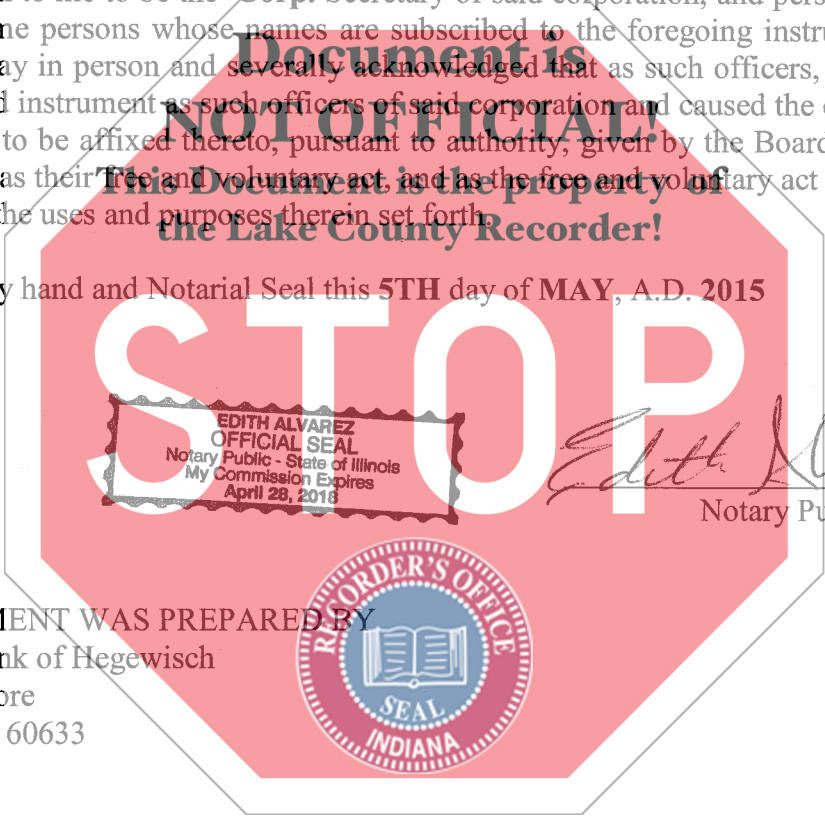 d to me to be the Corp. Secretary of said corporation, and pers
ne persons whose names are subscribed to the foregoing instru
ay in person and severally acknowledged that as such officers,
d instrument as such officers of said corporation and caused the
to be affixed thereto, pursuant to authority, given by the Board
as their free and voluntary act, and as the free and voluntary act
he uses and purposes therein set forth.
Document is
NOT OFFICIAL!
This Document is the property of
the Lake County Recorder!
y hand and Notarial Seal this 5TH day of MAY, A.D. 2015
STOP
EDITH ALVAREZ
OFFICIAL SEAL
Notary Public - State of Illinois
My Commission Expires
April 28, 2018
Edith
Notary Pu
RECORDER'S OFFICE
SEAL
INDIANA
MENT WAS PREPARED BY
nk of Hegewisch
ore
60633